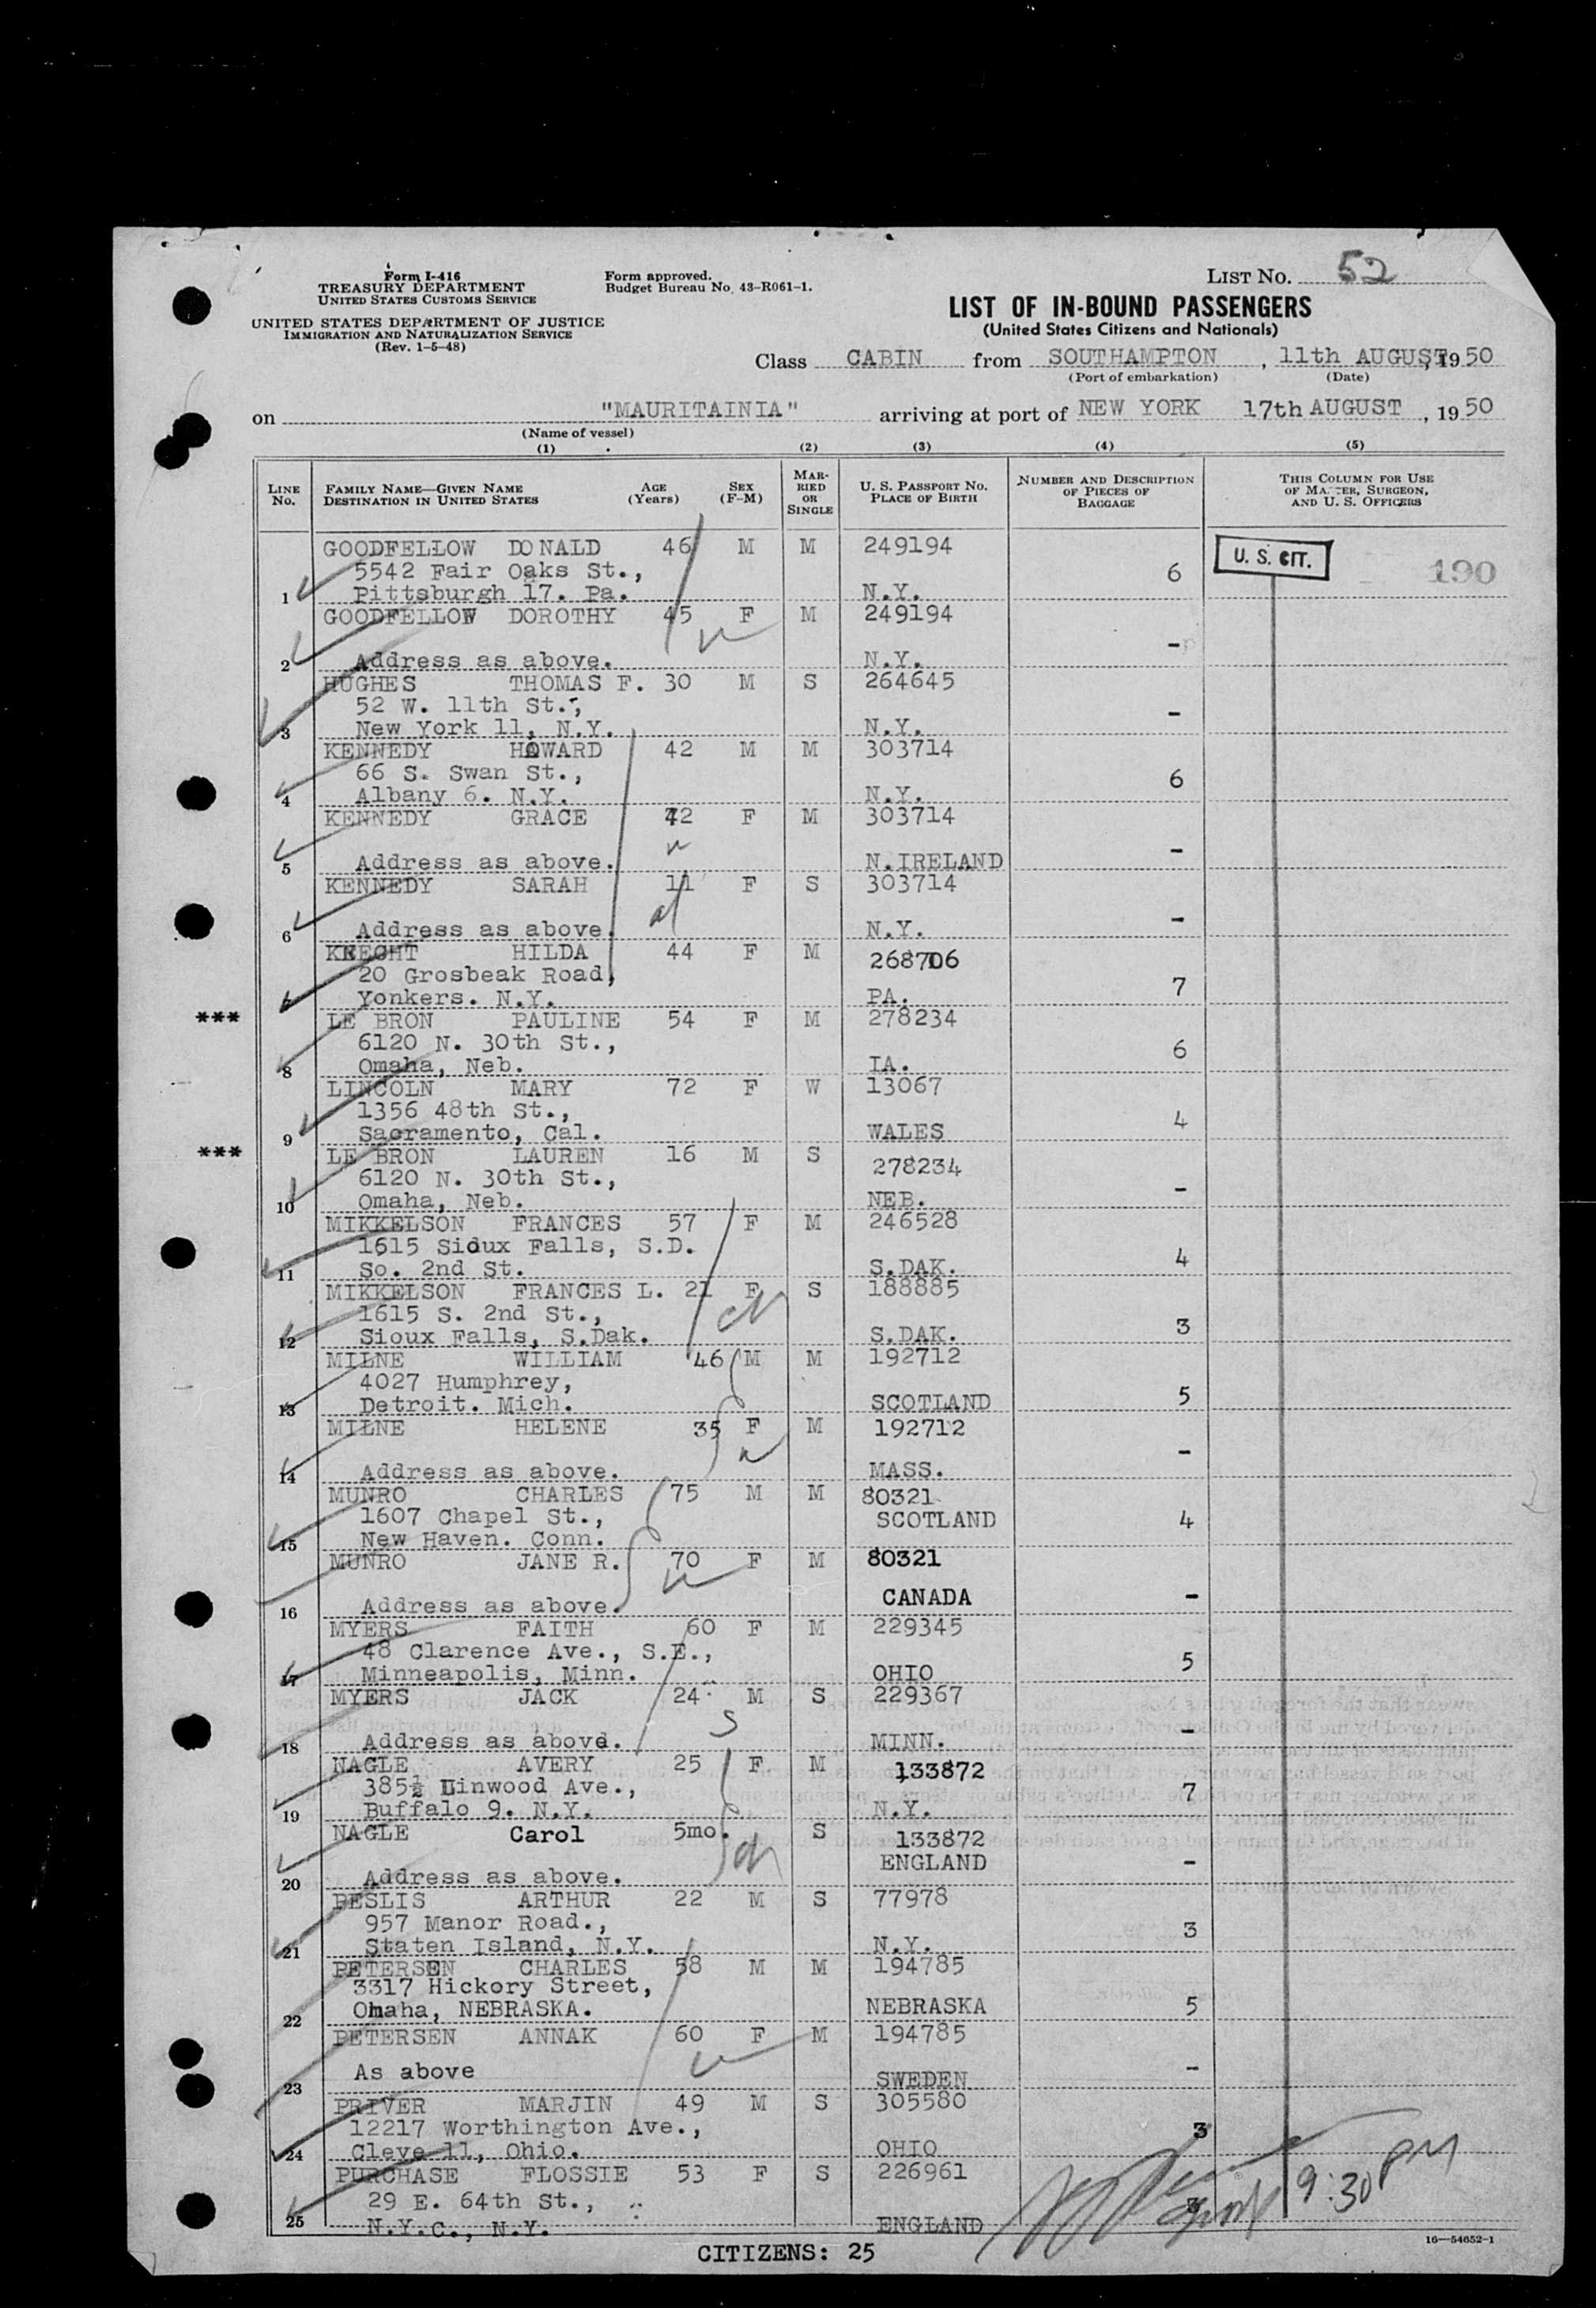 Form I-416
TREASURY DEPARTMENT
UNITED STATES CUSTOMS SERVICE
UNITED STATES DEPARTMENT OF JUSTICE
IMMIGRATION AND NATURALIZATION SERVICE
(Rev. 1-5-48)
Form approved.
Budget Bureau No. 43-R061-1.
LIST No. 52
LIST OF IN-BOUND PASSENGERS
(United States Citizens and Nationals)
Class CABIN from SOUTHAMPTON, 11th AUGUST, 1950
(Port of embarkation) (Date)
on "MAURITAINIA" arriving at port of NEW YORK 17th AUGUST, 1950
(Name of vessel)
(1) (2) (3) (4) (5)
LINE No. FAMILY NAME—GIVEN NAME DESTINATION IN UNITED STATES AGE (Years) SEX (F-M) MARRIED OR SINGLE U. S. PASSPORT No. PLACE OF BIRTH NUMBER AND DESCRIPTION OF PIECES OF BAGGAGE THIS COLUMN FOR USE OF MASTER, SURGEON, AND U. S. OFFICERS
GOODFELLOW DONALD 46 M M 249194
U. S. CIT. 190
5542 Fair Oaks St., 6
1 Pittsburgh 17. Pa. N.Y.
GOODFELLOW DOROTHY 45 F M 249194
-
2 Address as above. N.Y.
HUGHES THOMAS F. 30 M S 264645
52 W. 11th St., -
3 New York 11, N.Y. N.Y.
KENNEDY HOWARD 42 M M 303714
66 S. Swan St., 6
4 Albany 6. N.Y. N.Y.
KENNEDY GRACE 42 F M 303714
-
5 Address as above. N.IRELAND
KENNEDY SARAH 11 F S 303714
-
6 Address as above. N.Y.
KNECHT HILDA 44 F M 268706
20 Grosbeak Road, 7
7 Yonkers. N.Y. PA.
*** LE BRON PAULINE 54 F M 278234
6120 N. 30th St., 6
8 Omaha, Neb. IA.
LINCOLN MARY 72 F W 13067
1356 48th St., 4
9 Sacramento, Cal. WALES
*** LE BRON LAUREN 16 M S 278234
6120 N. 30th St., -
10 Omaha, Neb. NEB.
MIKKELSON FRANCES 57 F M 246528
1615 Sioux Falls, S.D. 4
11 So. 2nd St. S.DAK.
MIKKELSON FRANCES L. 21 F S 188885
1615 S. 2nd St., 3
12 Sioux Falls, S.Dak. S.DAK.
MILNE WILLIAM 46 M M 192712
4027 Humphrey, 5
13 Detroit. Mich. SCOTLAND
MILNE HELENE 35 F M 192712
-
14 Address as above. MASS.
MUNRO CHARLES 75 M M 80321
1607 Chapel St., SCOTLAND 4
15 New Haven. Conn.
MUNRO JANE R. 70 F M 80321
CANADA -
16 Address as above.
MYERS FAITH 60 F M 229345
48 Clarence Ave., S.E., 5
17 Minneapolis, Minn. OHIO
MYERS JACK 24 M S 229367
S -
18 Address as above. MINN.
NAGLE AVERY 25 F M 133872
385½ Linwood Ave., 7
19 Buffalo 9. N.Y. N.Y.
NAGLE Carol 5mo. S 133872
ENGLAND -
20 Address as above.
PESLIS ARTHUR 22 M S 77978
957 Manor Road., 3
21 Staten Island, N.Y. N.Y.
PETERSEN CHARLES 58 M M 194785
3317 Hickory Street,
22 Omaha, NEBRASKA. NEBRASKA 5
PETERSEN ANNAK 60 F M 194785
As above -
23 SWEDEN
PRIVER MARJIN 49 M S 305580
12217 Worthington Ave., 3
24 Cleve 11, Ohio. OHIO
PURCHASE FLOSSIE 53 F S 226961
29 E. 64th St., 3 9:30 PM
25 N.Y.C., N.Y. ENGLAND
16—54652-1
CITIZENS: 25